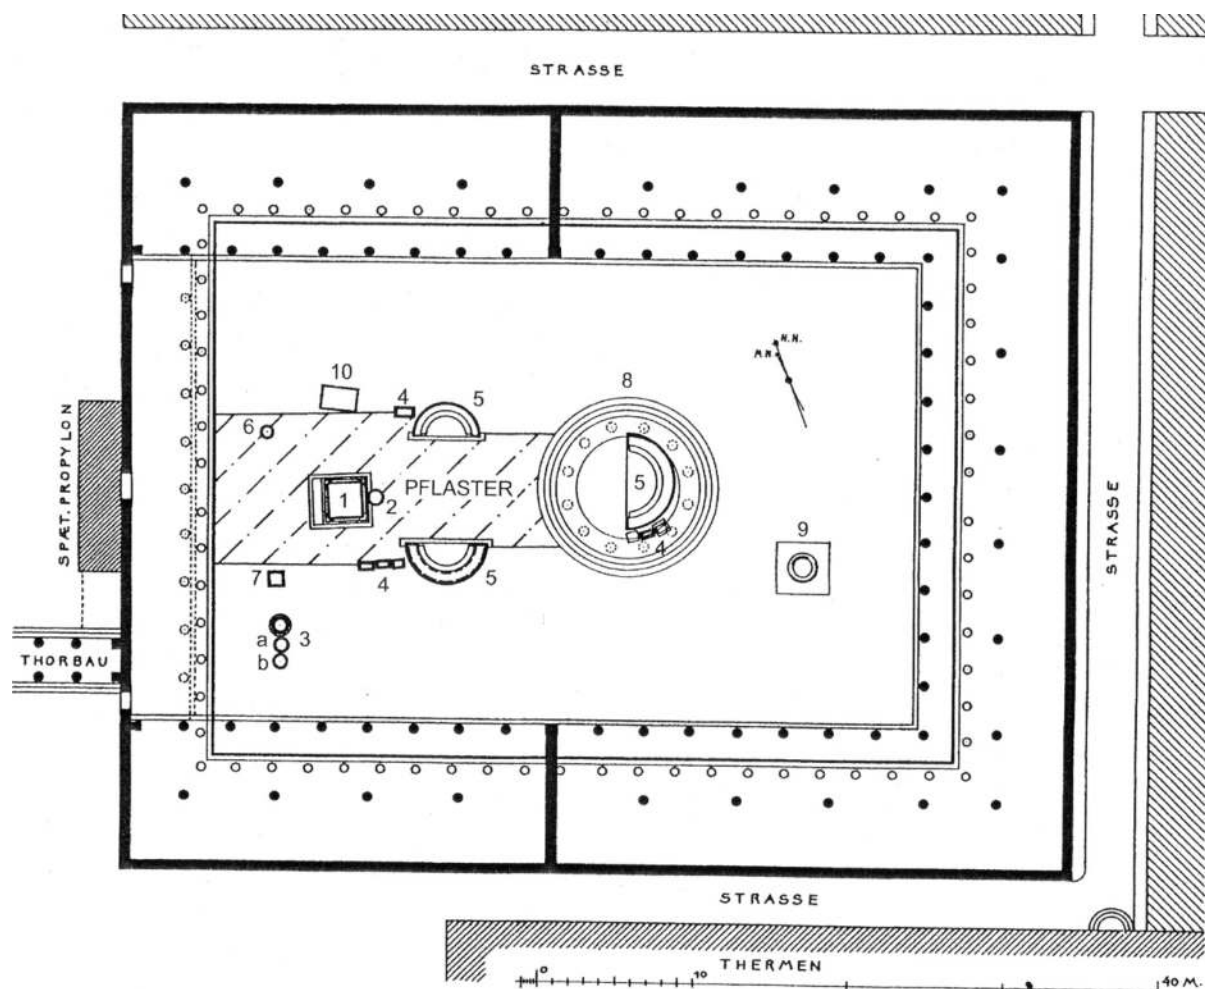 STRASSE
N.N.
M.N.
10
4
5
8
6
SPÆT. PROPYLON
1
2
PFLASTER
5
4
9
STRASSE
7
4
5
a
3
b
THORBAU
STRASSE
THERMEN
0
10
40 M.